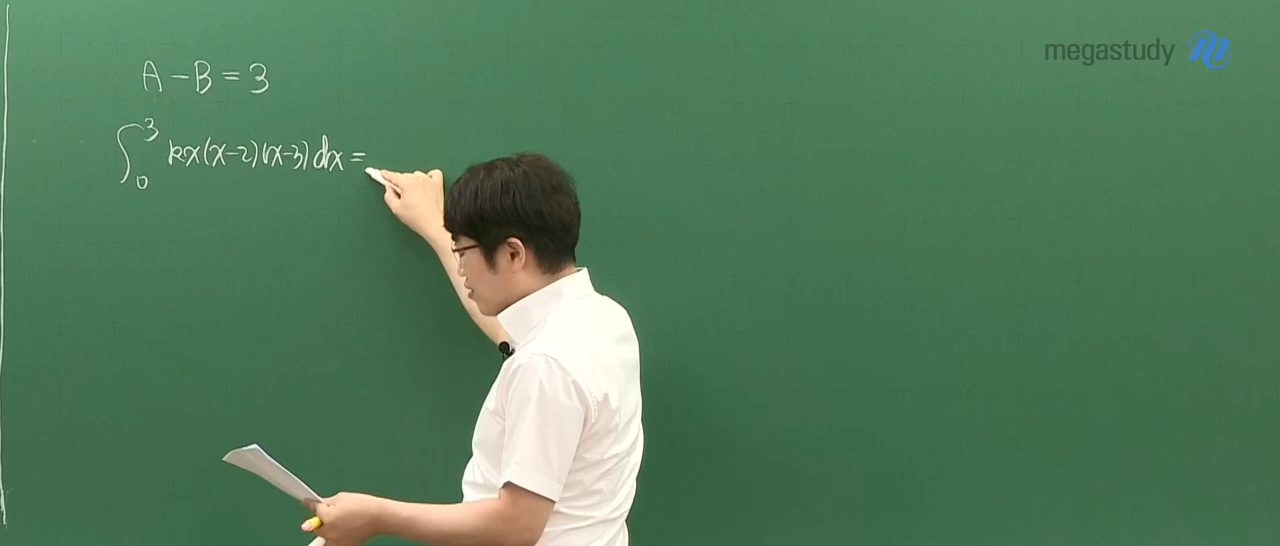 megastudy
A-B=3
∫₀³ kx(x-2)(x-3)dx=